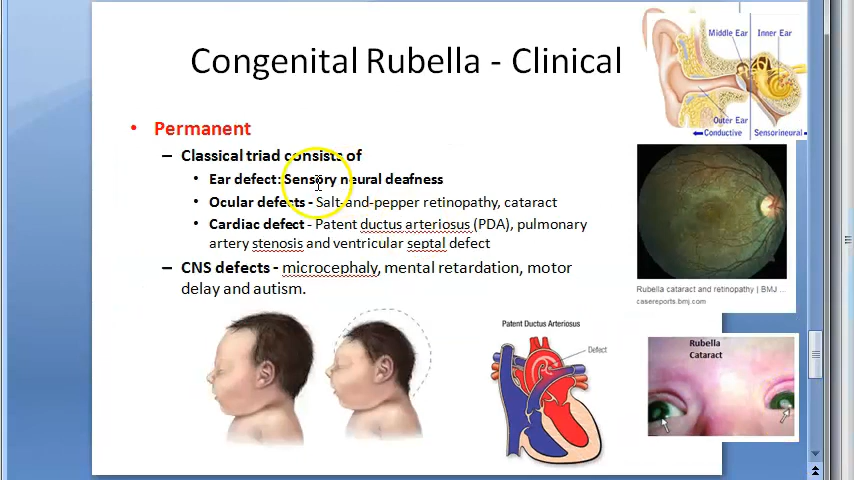 Congenital Rubella - Clinical
• Permanent
– Classical triad consists of
• Ear defect: Sensory neural deafness
• Ocular defects - Salt-and-pepper retinopathy, cataract
• Cardiac defect - Patent ductus arteriosus (PDA), pulmonary
artery stenosis and ventricular septal defect
– CNS defects - microcephaly, mental retardation, motor
delay and autism.
Middle Ear
Inner Ear
Outer Ear
Conductive
Sensorineural
Rubella cataract and retinopathy | BMJ ...
casereports.bmj.com
Patent Ductus Arteriosus
Defect
Rubella
Cataract